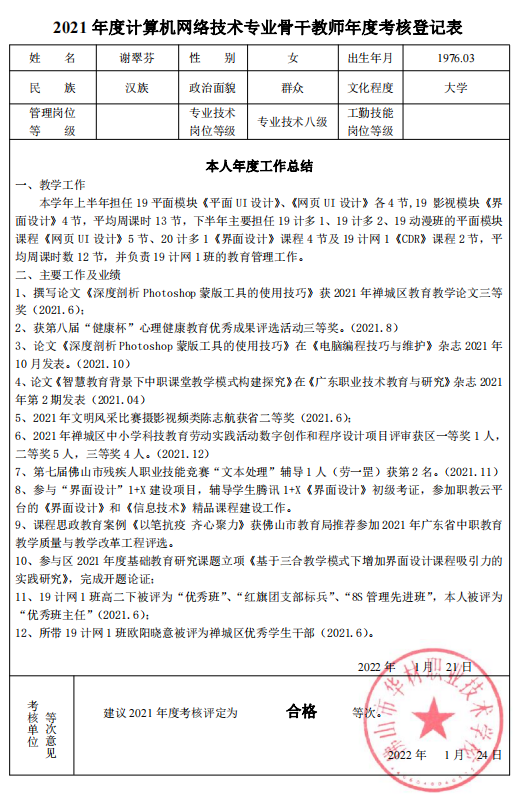 2021 年度计算机网络技术专业骨干教师年度考核登记表
姓 名 谢翠芬 性 别 女 出生年月 1976.03
民 族 汉族 政治面貌 群众 文化程度 大学
管理岗位等 级 专业技术岗位等级 专业技术八级 工勤技能岗位等级
本人年度工作总结
一、教学工作
本学年上半年担任 19 平面模块《平面 UI 设计》、《网页 UI 设计》各 4 节,19 影视模块《界
面设计》4 节，平均周课时 13 节，下半年主要担任 19 计多 1、19 计多 2、19 动漫班的平面模块
课程《网页 UI 设计》5 节、20 计多 1《界面设计》课程 4 节及 19 计网 1《CDR》课程 2 节，平
均周课时数 12 节，并负责 19 计网 1 班的教育管理工作。
二、主要工作及业绩
1、撰写论文《深度剖析 Photoshop 蒙版工具的使用技巧》获 2021 年禅城区教育教学论文三等
奖（2021.6）；
2、获第八届“健康杯”心理健康教育优秀成果评选活动三等奖。（2021.8）
3、论文《深度剖析 Photoshop 蒙版工具的使用技巧》在《电脑编程技巧与维护》杂志 2021 年
10 月发表。（2021.10）
4、论文《智慧教育背景下中职课堂教学模式构建探究》在《广东职业技术教育与研究》杂志 2021
年第 2 期发表（2021.04）
5、2021 年文明风采比赛摄影视频类陈志航获省二等奖（2021.6）；
6、2021 年禅城区中小学科技教育劳动实践活动数字创作和程序设计项目评审获区一等奖 1 人，
二等奖 5 人，三等奖 4 人。（2021.12）
7、第七届佛山市残疾人职业技能竞赛“文本处理”辅导 1 人（劳一罡）获第 2 名。（2021.11）
8、参与“界面设计”1+X 建设项目，辅导学生腾讯 1+X《界面设计》初级考证，参加职教云平
台的《界面设计》和《信息技术》精品课程建设工作。
9、课程思政教育案例《以笔抗疫 齐心聚力》获佛山市教育局推荐参加 2021 年广东省中职教育
教学质量与教学改革工程评选。
10、参与区 2021 年度基础教育研究课题立项《基于三合教学模式下增加界面设计课程吸引力的
实践研究》，完成开题论证；
11、19 计网 1 班高二下被评为“优秀班”、“红旗团支部标兵”、“8S 管理先进班”，本人被评为
“优秀班主任”（2021.6）；
12、所带 19 计网 1 班欧阳晓意被评为禅城区优秀学生干部（2021.6）。
2022 年 1 月 21 日
考核单位 等次意见 建议 2021 年度考核评定为 合格 等次。
2022 年 1 月 24 日
佛山市华材职业技术学校